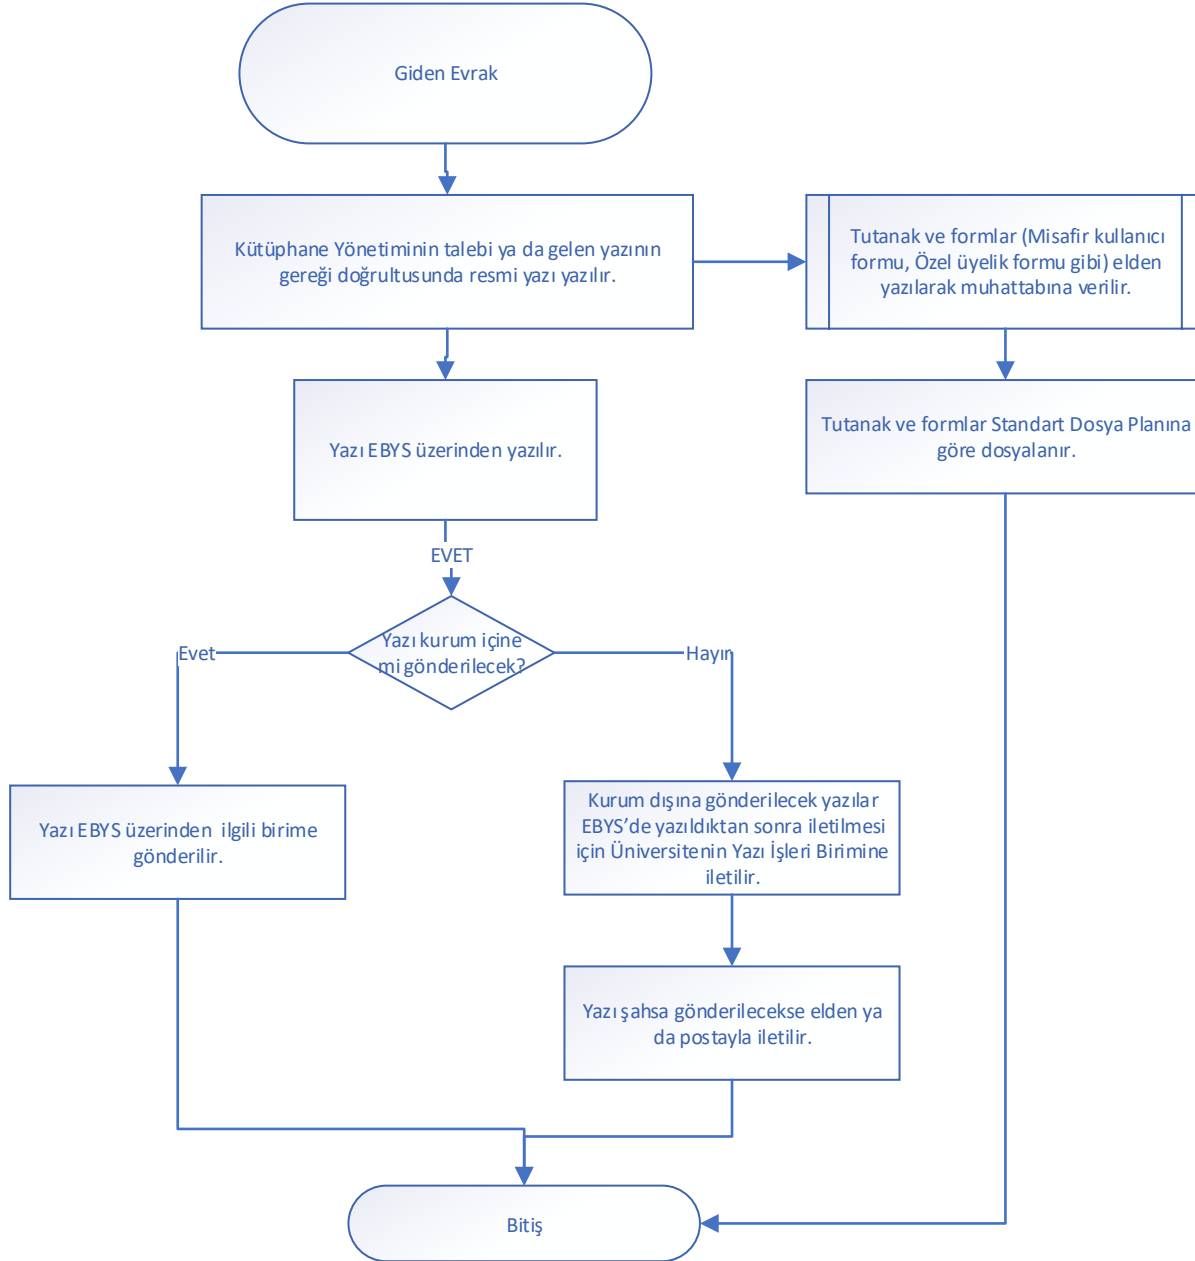 Giden Evrak
Kütüphane Yönetiminin talebi ya da gelen yazının
gereği doğrultusunda resmi yazı yazılır.
Tutanak ve formlar (Misafir kullanıcı
formu, Özel üyelik formu gibi) elden
yazılarak muhattabına verilir.
Yazı EBYS üzerinden yazılır.
Tutanak ve formlar Standart Dosya Planına
göre dosyalanır.
EVET
Yazı kurum içine
mi gönderilecek?
Evet
Hayır
Yazı EBYS üzerinden ilgili birime
gönderilir.
Kurum dışına gönderilecek yazılar
EBYS’de yazıldıktan sonra iletilmesi
için Üniversitenin Yazı İşleri Birimine
iletilir.
Yazı şahsa gönderilecekse elden ya
da postayla iletilir.
Bitiş